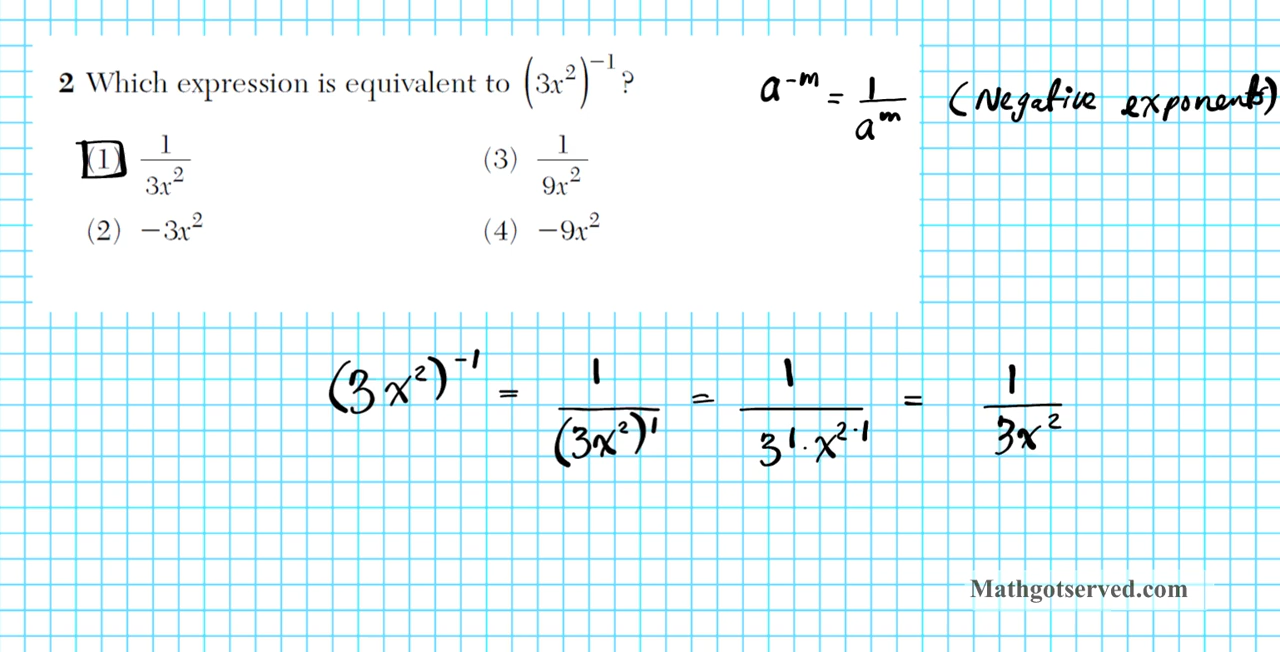 2 Which expression is equivalent to (3x²)⁻¹?
a⁻ᵐ = 1/aᵐ (Negative exponents)
(1) 1/3x² (3) 1/9x²
(2) −3x² (4) −9x²
(3x²)⁻¹ = 1/(3x²)¹ = 1/3¹·x²·¹ = 1/3x²
Mathgotserved.com